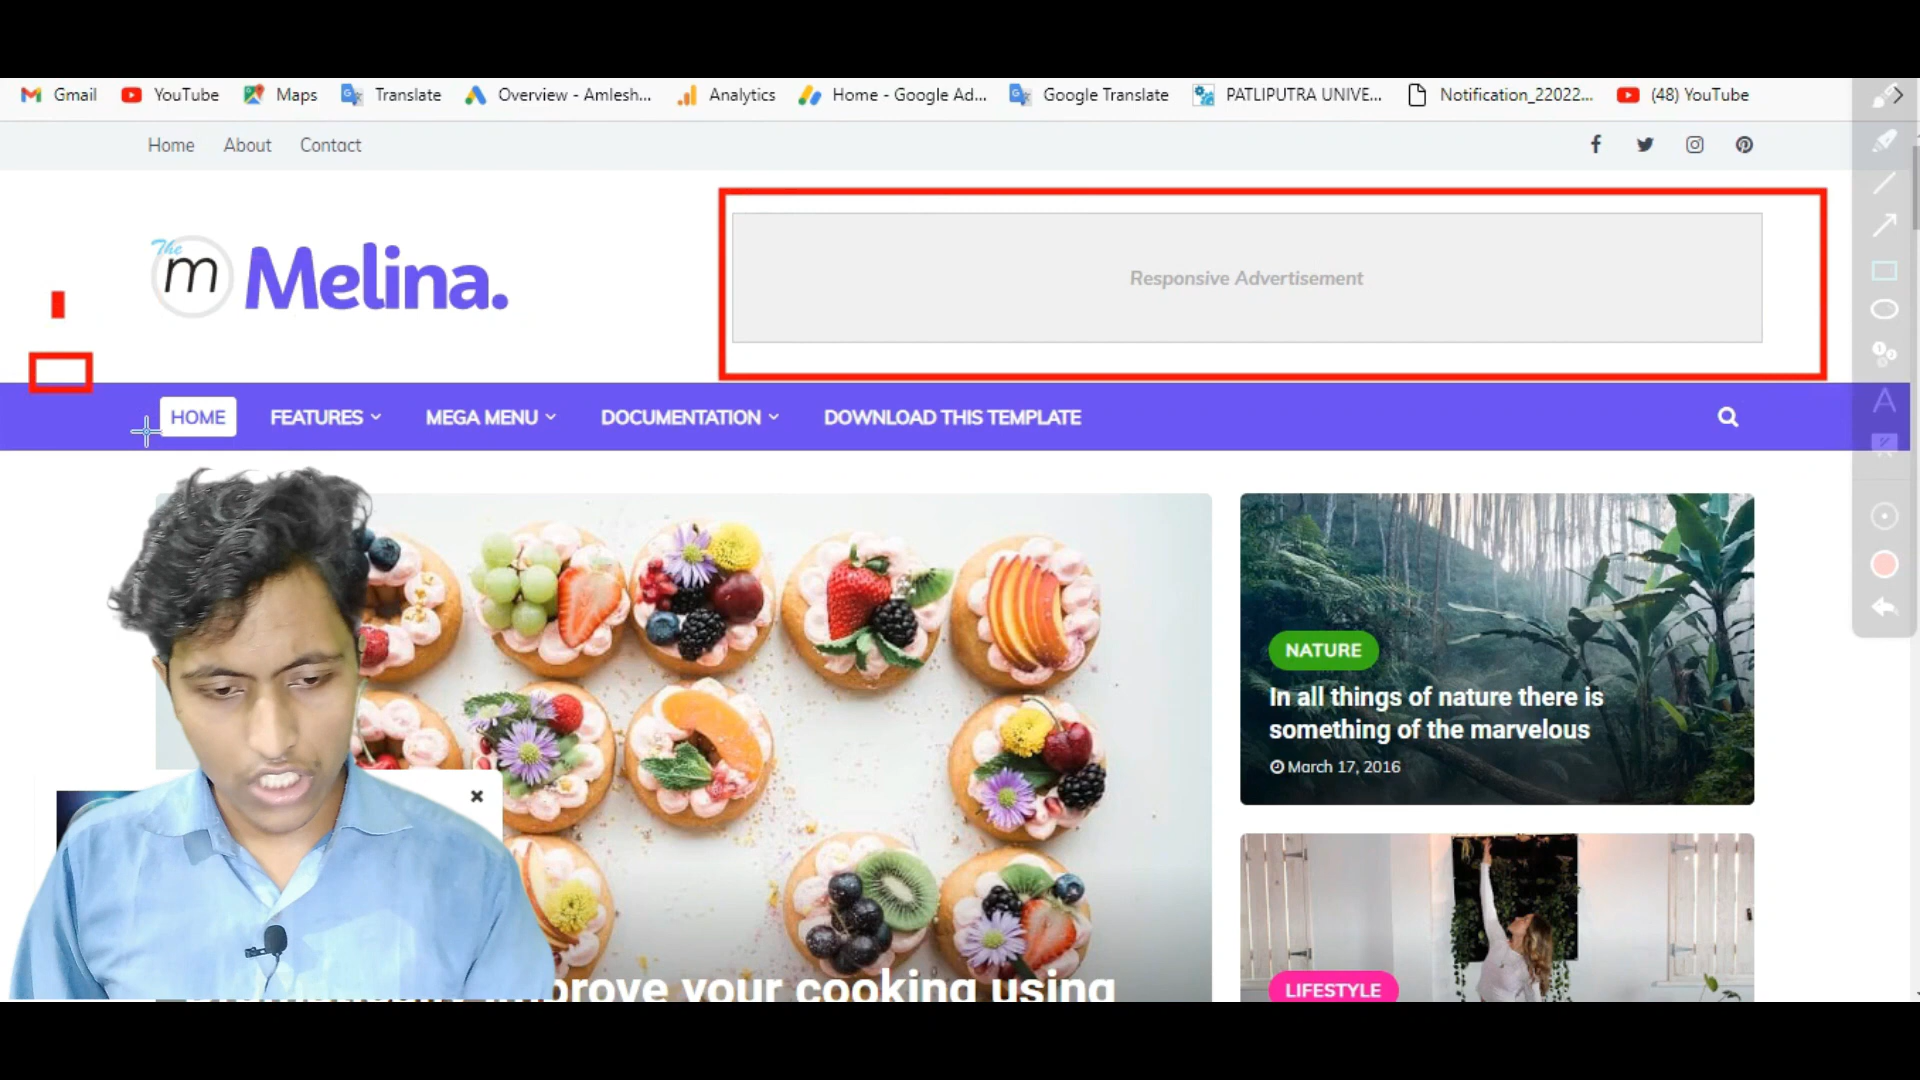 Gmail YouTube Maps Translate Overview - Amlesh... Analytics Home - Google Ad... Google Translate PATLIPUTRA UNIVE... Notification_22022... (48) YouTube
Home About Contact
The m Melina.
Responsive Advertisement
HOME FEATURES MEGA MENU DOCUMENTATION DOWNLOAD THIS TEMPLATE
NATURE
In all things of nature there is
something of the marvelous
March 17, 2016
improve your cooking using
LIFESTYLE